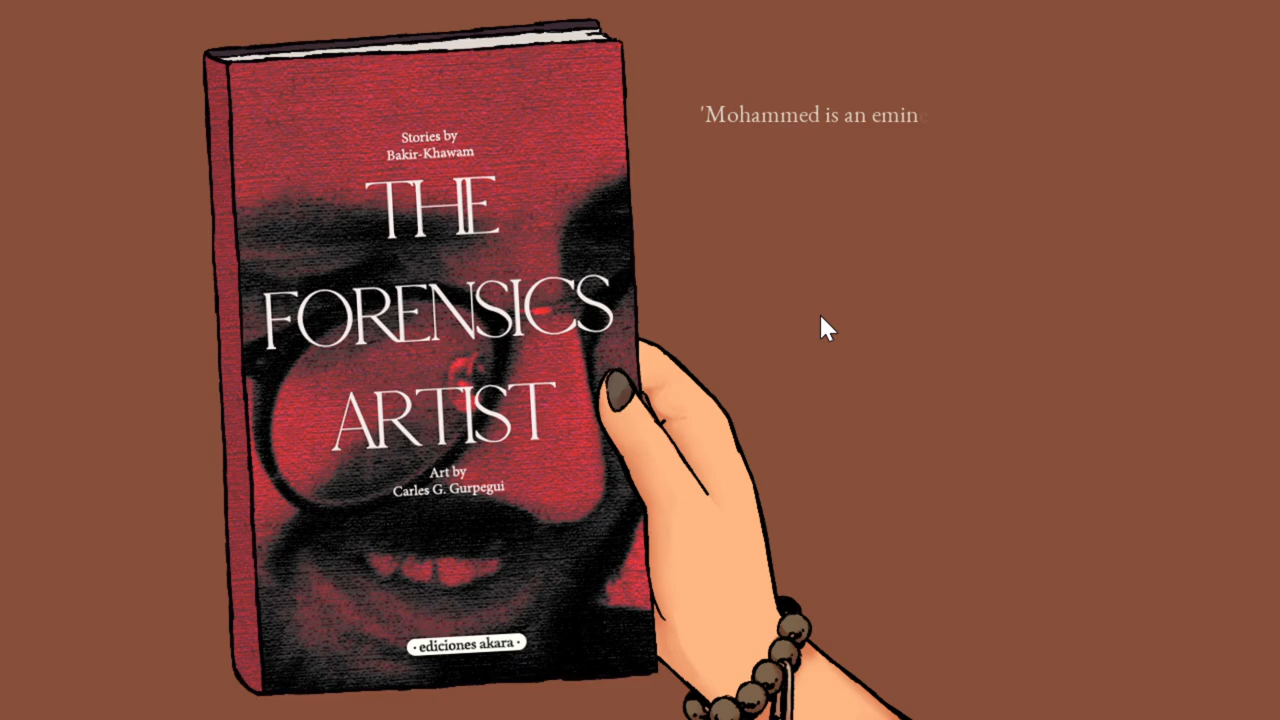 Stories by
Bakir-Khawam
THE
FORENSICS
ARTIST
Art by
Carles G. Gurpegui
· ediciones akara ·
'Mohammed is an emin